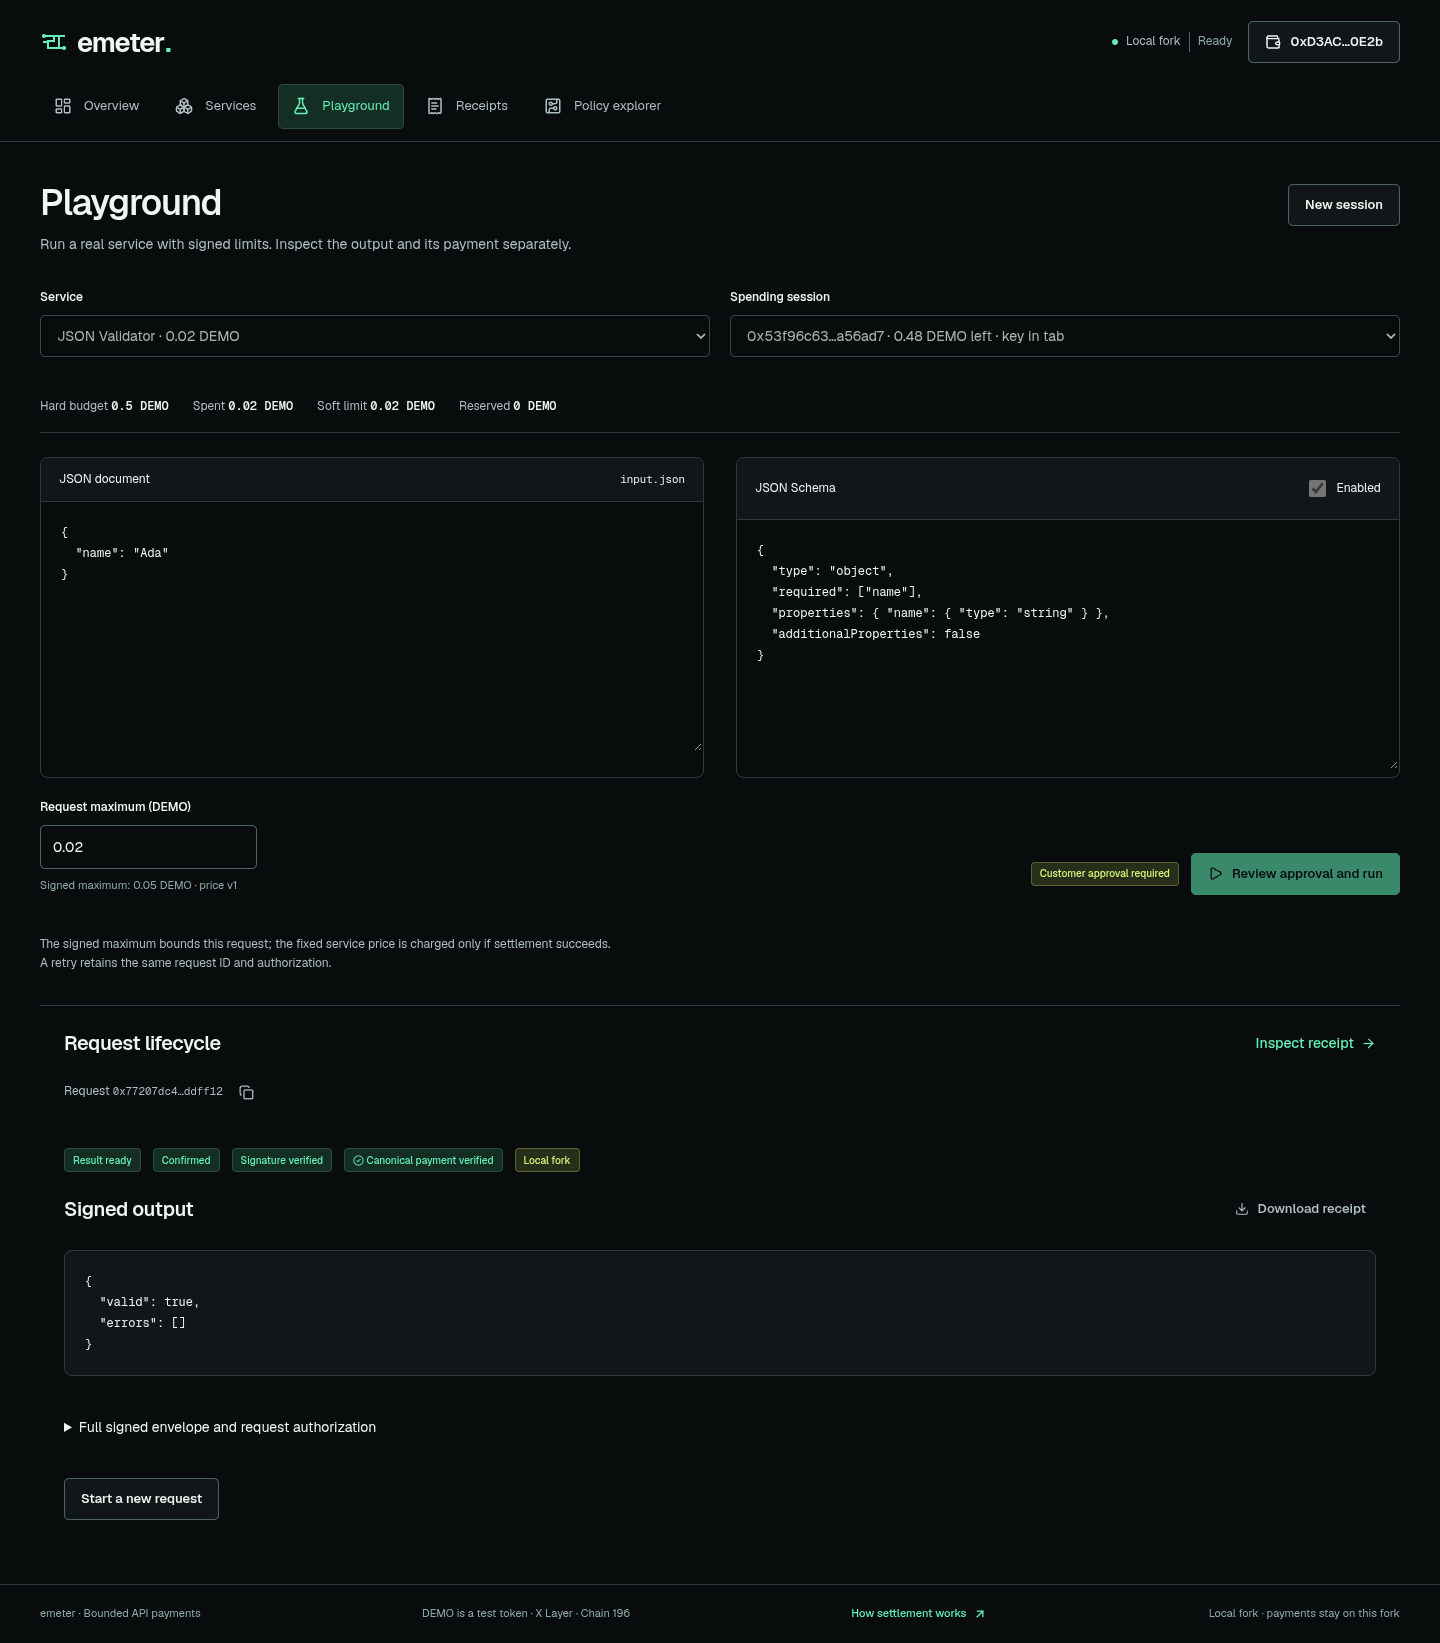 emeter.
Local fork
Ready
0xD3AC...0E2b
Overview
Services
Playground
Receipts
Policy explorer
Playground
New session
Run a real service with signed limits. Inspect the output and its payment separately.
Service
Spending session
JSON Validator · 0.02 DEMO
0x53f96c63…a56ad7 · 0.48 DEMO left · key in tab
Hard budget 0.5 DEMO
Spent 0.02 DEMO
Soft limit 0.02 DEMO
Reserved 0 DEMO
JSON document
input.json
{
  "name": "Ada"
}
JSON Schema
Enabled
{
  "type": "object",
  "required": ["name"],
  "properties": { "name": { "type": "string" } },
  "additionalProperties": false
}
Request maximum (DEMO)
0.02
Signed maximum: 0.05 DEMO · price v1
Customer approval required
Review approval and run
The signed maximum bounds this request; the fixed service price is charged only if settlement succeeds.
A retry retains the same request ID and authorization.
Request lifecycle
Inspect receipt →
Request 0x77207dc4…ddff12
Result ready
Confirmed
Signature verified
Canonical payment verified
Local fork
Signed output
Download receipt
{
  "valid": true,
  "errors": []
}
Full signed envelope and request authorization
Start a new request
emeter · Bounded API payments
DEMO is a test token · X Layer · Chain 196
How settlement works
Local fork · payments stay on this fork